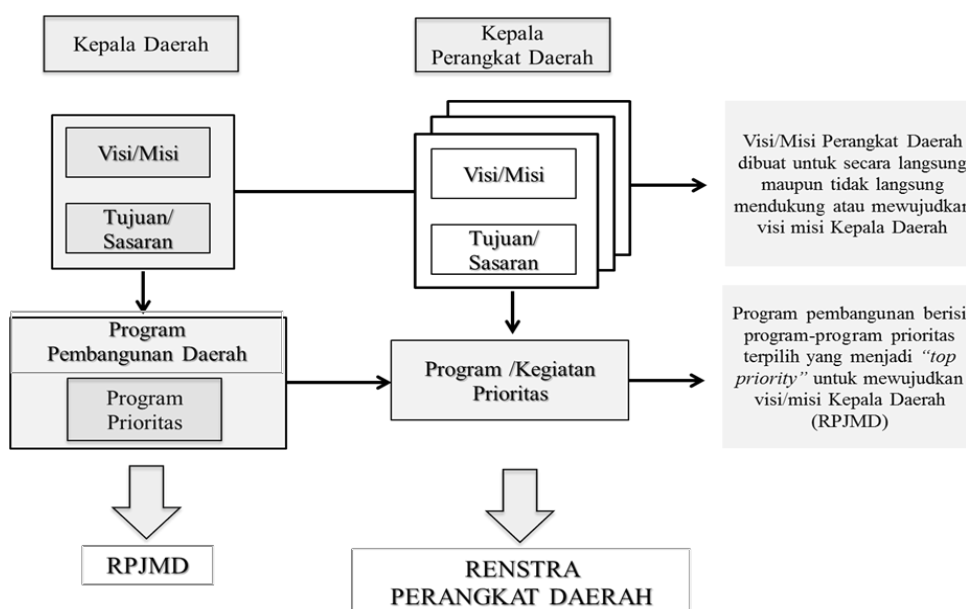 Kepala Daerah
Kepala
Perangkat Daerah
Visi/Misi
Tujuan/
Sasaran
Visi/Misi
Tujuan/
Sasaran
Visi/Misi Perangkat Daerah
dibuat untuk secara langsung
maupun tidak langsung
mendukung atau mewujudkan
visi misi Kepala Daerah
Program
Pembangunan Daerah
Program
Prioritas
Program /Kegiatan
Prioritas
Program pembangunan berisi
program-program prioritas
terpilih yang menjadi “top
priority” untuk mewujudkan
visi/misi Kepala Daerah
(RPJMD)
RPJMD
RENSTRA
PERANGKAT DAERAH